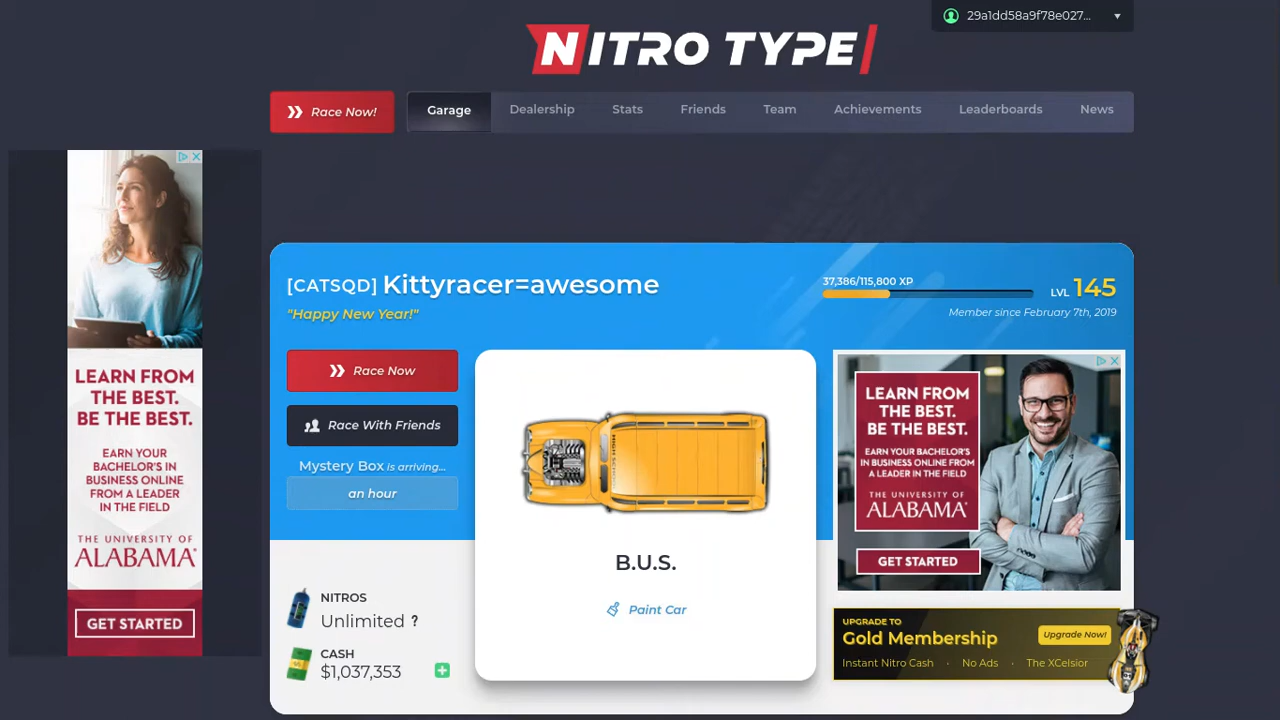 29a1dd58a9f78e027...
NITRO TYPE
Race Now!
Garage
Dealership
Stats
Friends
Team
Achievements
Leaderboards
News
LEARN FROM
THE BEST.
BE THE BEST.
EARN YOUR
BACHELOR'S IN
BUSINESS ONLINE
FROM A LEADER
IN THE FIELD
THE UNIVERSITY OF
ALABAMA®
GET STARTED
[CATSQD] Kittyracer=awesome
"Happy New Year!"
37,386/115,800 XP
LVL 145
Member since February 7th, 2019
Race Now
Race With Friends
Mystery Box is arriving...
an hour
NITROS
Unlimited ?
CASH
$1,037,353
B.U.S.
Paint Car
LEARN FROM
THE BEST.
BE THE BEST.
EARN YOUR BACHELOR'S
IN BUSINESS ONLINE
FROM A LEADER
IN THE FIELD
THE UNIVERSITY OF
ALABAMA®
GET STARTED
UPGRADE TO
Gold Membership
Upgrade Now!
Instant Nitro Cash · No Ads · The XCelsior